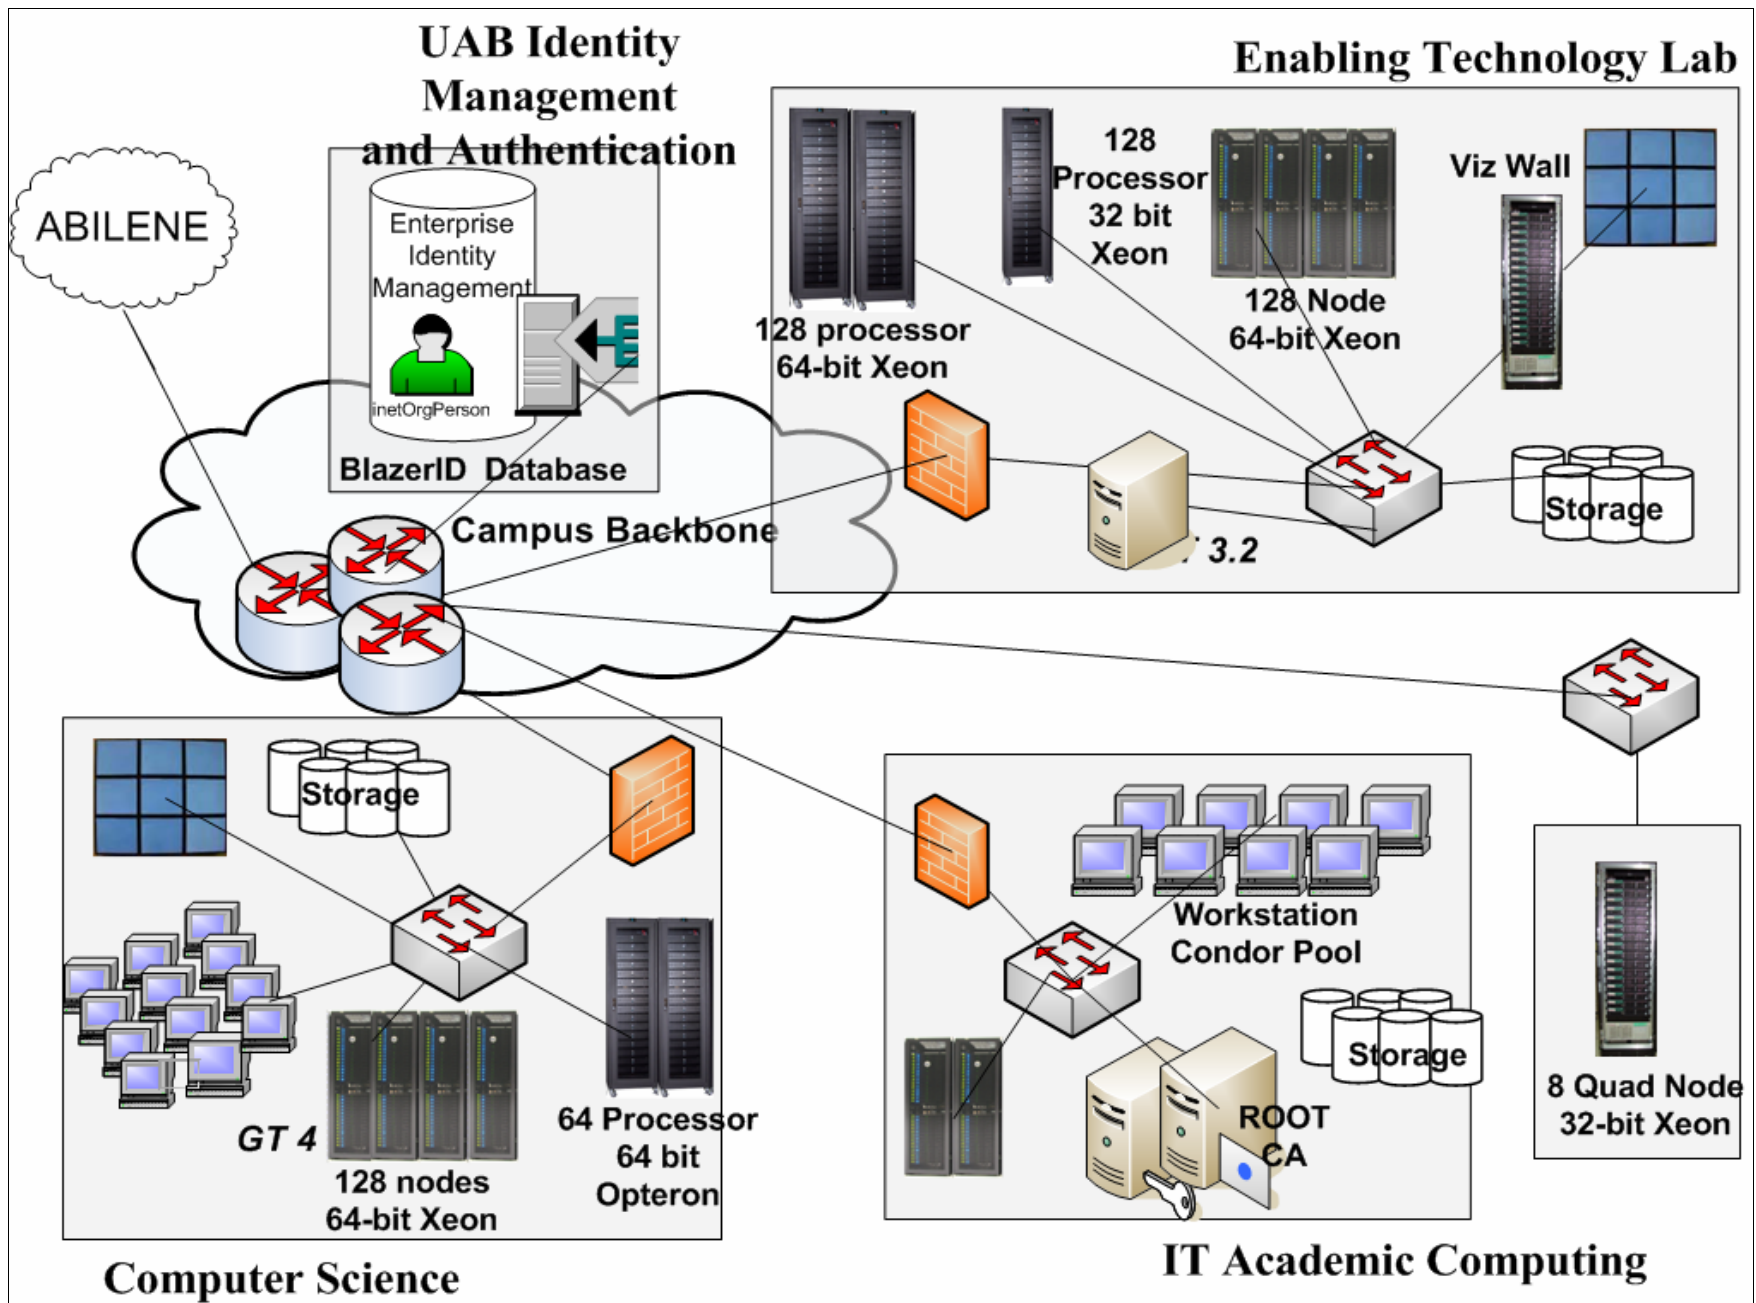 UAB Identity
Management
and Authentication
Enabling Technology Lab
ABILENE
Enterprise
Identity
Management
inetOrgPerson
BlazerID Database
Campus Backbone
128
Processor
32 bit
Xeon
Viz Wall
128 processor
64-bit Xeon
128 Node
64-bit Xeon
3.2
Storage
Storage
GT 4
128 nodes
64-bit Xeon
64 Processor
64 bit
Opteron
Computer Science
Workstation
Condor Pool
Storage
ROOT
CA
IT Academic Computing
8 Quad Node
32-bit Xeon